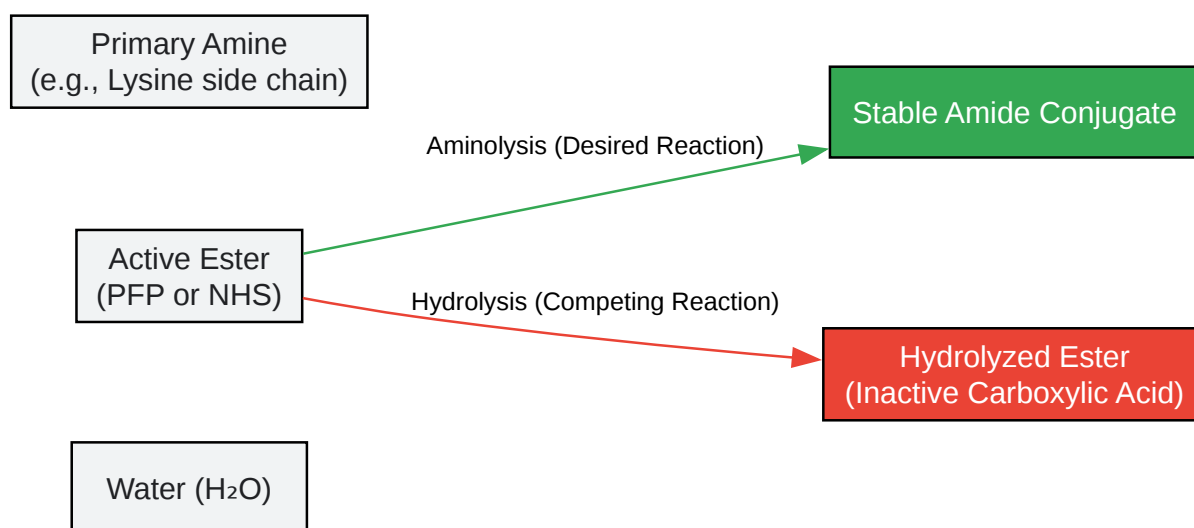 Primary Amine
(e.g., Lysine side chain)
Stable Amide Conjugate
Aminolysis (Desired Reaction)
Active Ester
(PFP or NHS)
Hydrolysis (Competing Reaction)
Hydrolyzed Ester
(Inactive Carboxylic Acid)
Water (H₂O)